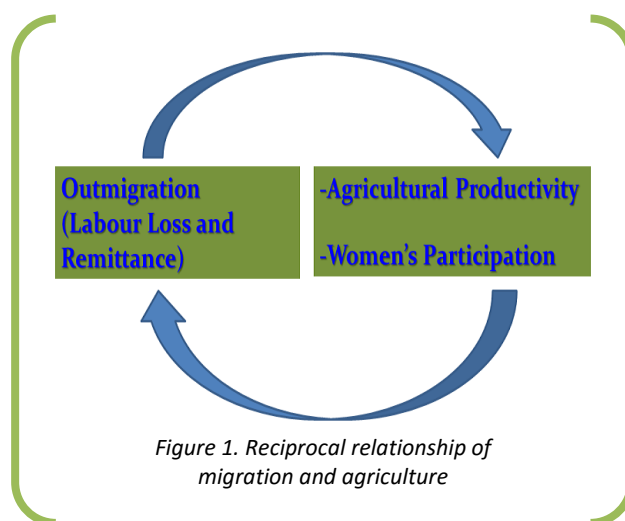 Outmigration
(Labour Loss and
Remittance)
-Agricultural Productivity
-Women's Participation
Figure 1. Reciprocal relationship of
migration and agriculture